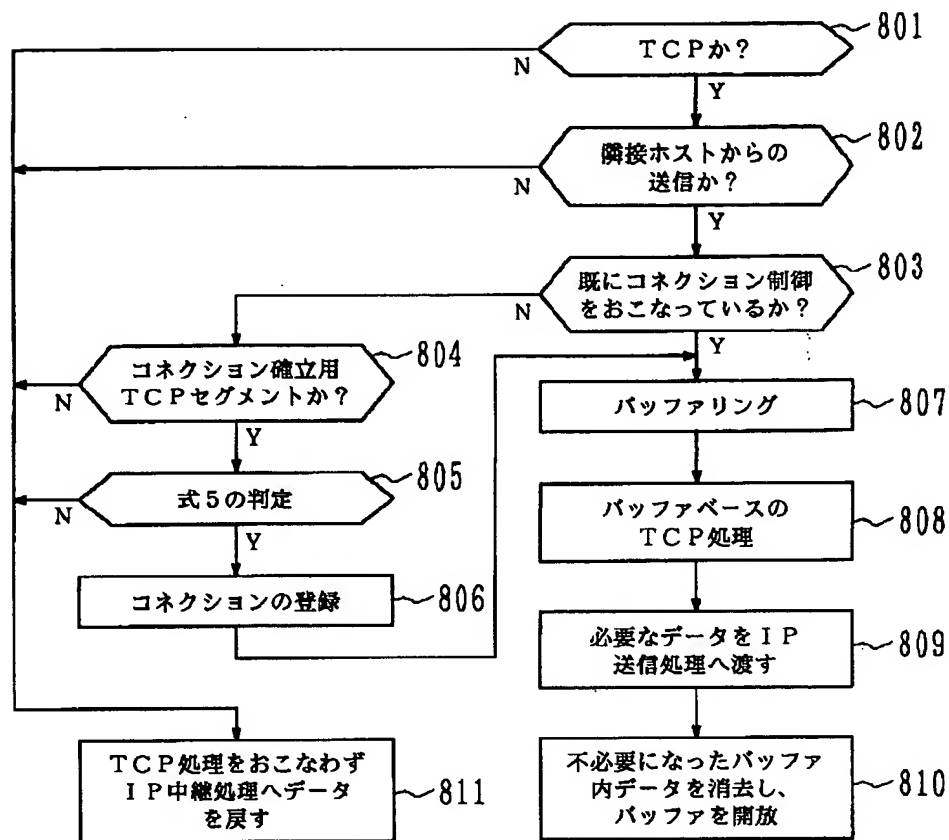 801
TCPか?
N
Y
802
隣接ホストからの
送信か?
N
Y
803
既にコネクション制御
をおこなっているか?
N
Y
804
コネクション確立用
TCPセグメントか?
N
Y
805
式5の判定
N
Y
コネクションの登録
806
バッファリング
807
バッファベースの
TCP処理
808
必要なデータをIP
送信処理へ渡す
809
不必要になったバッファ
内データを消去し、
バッファを開放
810
TCP処理をおこなわず
IP中継処理へデータ
を戻す
811